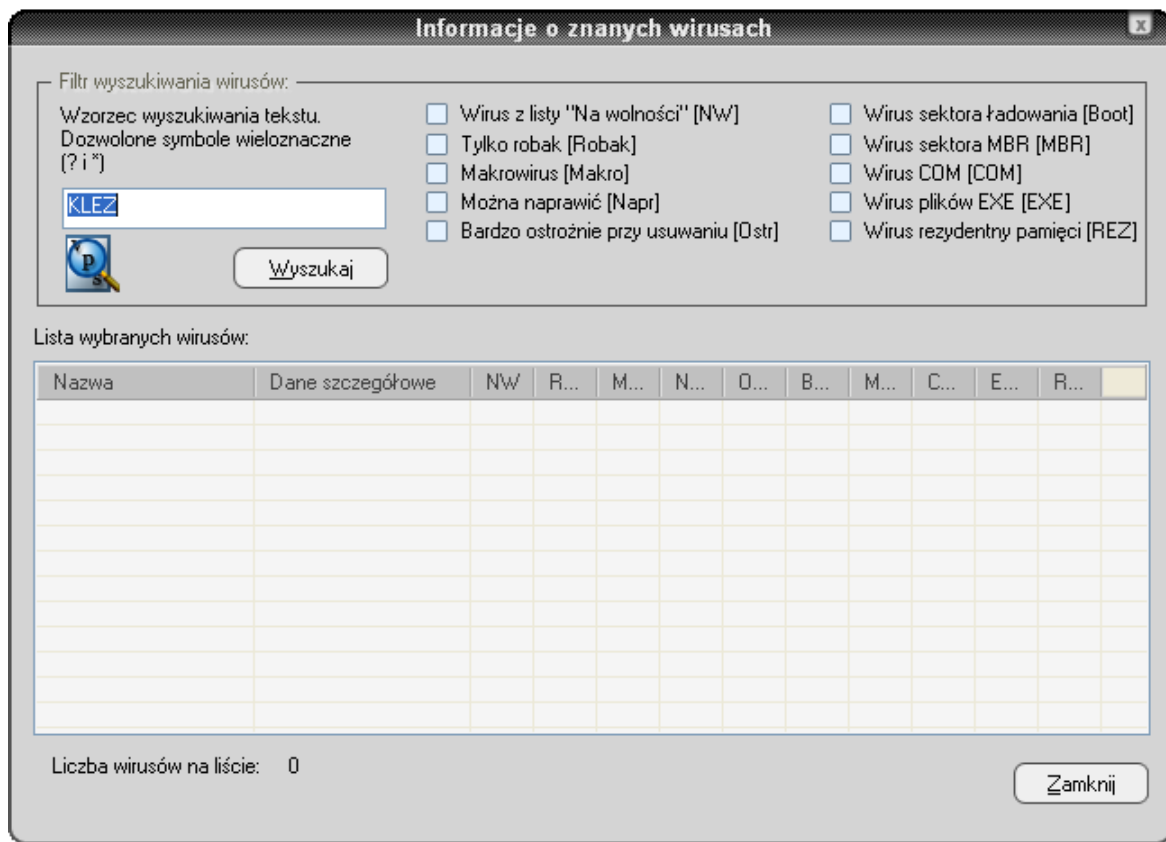 Informacje o znanych wirusach
x
Filtr wyszukiwania wirusów:
Wzorzec wyszukiwania tekstu.
Dozwolone symbole wieloznaczne
(? i *)
KLEZ
Wyszukaj
Wirus z listy "Na wolności" [NW]
Tylko robak [Robak]
Makrowirus [Makro]
Można naprawić [Napr]
Bardzo ostrożnie przy usuwaniu [Ostr]
Wirus sektora ładowania [Boot]
Wirus sektora MBR [MBR]
Wirus COM [COM]
Wirus plików EXE [EXE]
Wirus rezydentny pamięci [REZ]
V
p
s
Lista wybranych wirusów:
Nazwa Dane szczegółowe NW R... M... N... O... B... M... C... E... R...
Liczba wirusów na liście: 0
Zamknij